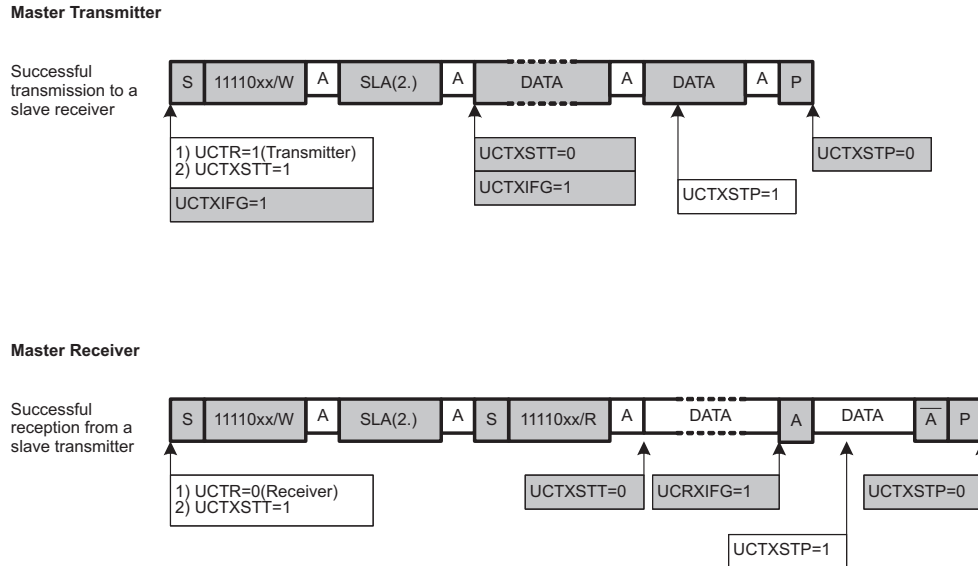 Master Transmitter
Successful
transmission to a
slave receiver
S 11110xx/W A SLA(2.) A DATA A DATA A P
1) UCTR=1(Transmitter)
2) UCTXSTT=1
UCTXIFG=1
UCTXSTT=0
UCTXIFG=1
UCTXSTP=1
UCTXSTP=0
Master Receiver
Successful
reception from a
slave transmitter
S 11110xx/W A SLA(2.) A S 11110xx/R A DATA A DATA A̅ P
1) UCTR=0(Receiver)
2) UCTXSTT=1
UCTXSTT=0
UCRXIFG=1
UCTXSTP=1
UCTXSTP=0